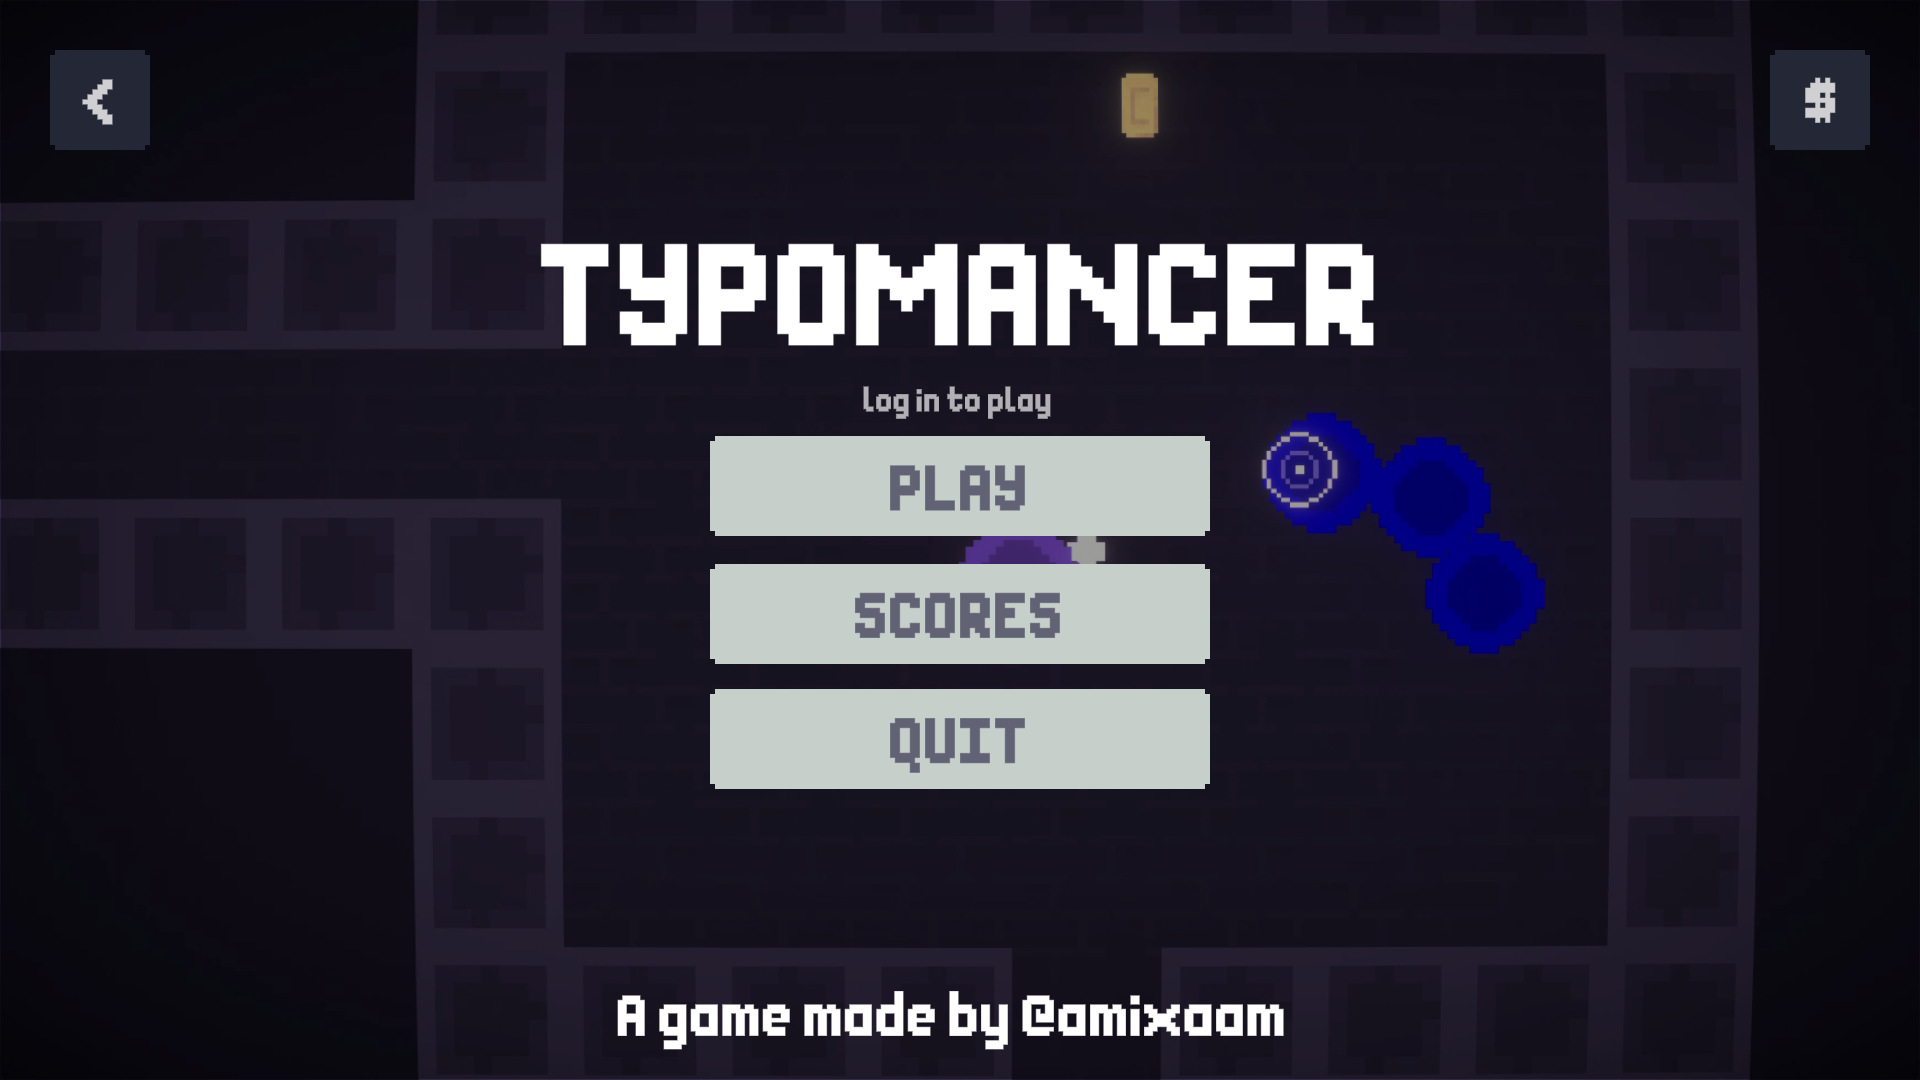 <
$
TYPOMANCER
log in to play
PLAY
SCORES
QUIT
A game made by @amixaam